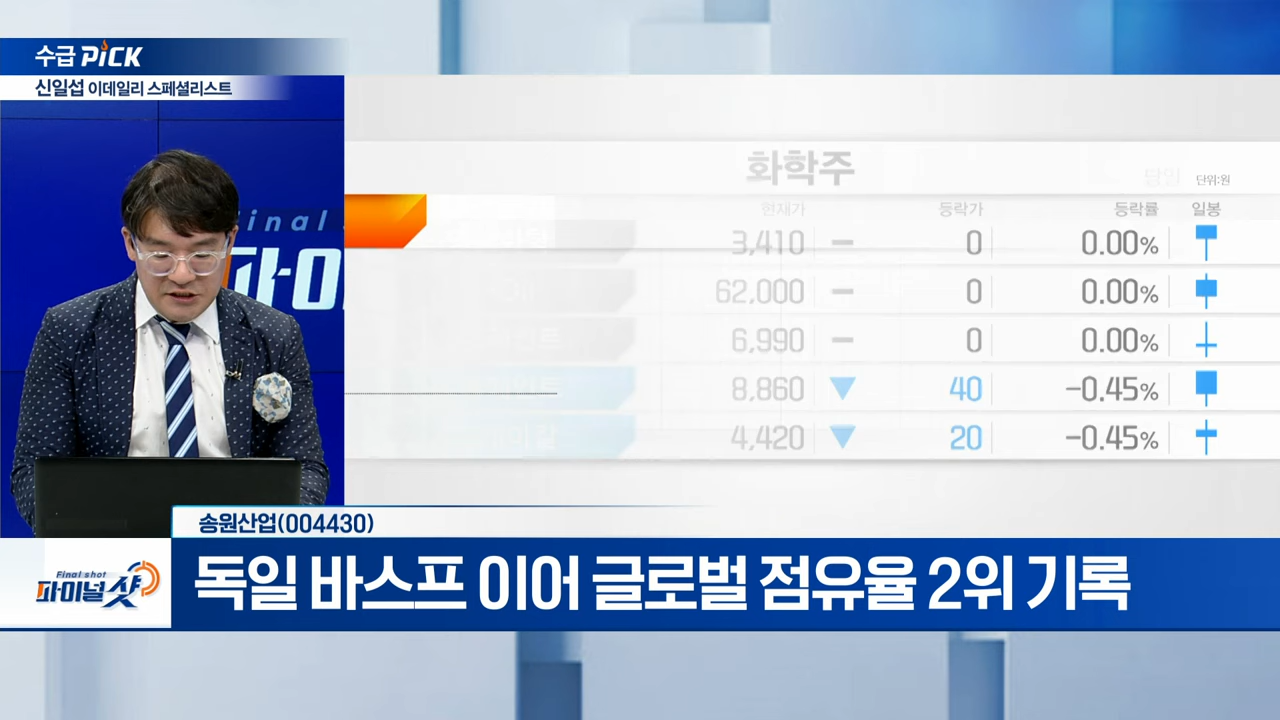 수급 PiCK
신일섭 이데일리 스페셜리스트
화학주
당일 단위:원
현재가 등락가 등락률 일봉
3,410 0 0.00%
62,000 0 0.00%
6,990 0 0.00%
8,860 ▼ 40 -0.45%
4,420 ▼ 20 -0.45%
송원산업(004430)
Final shot
파이널샷
독일 바스프 이어 글로벌 점유율 2위 기록